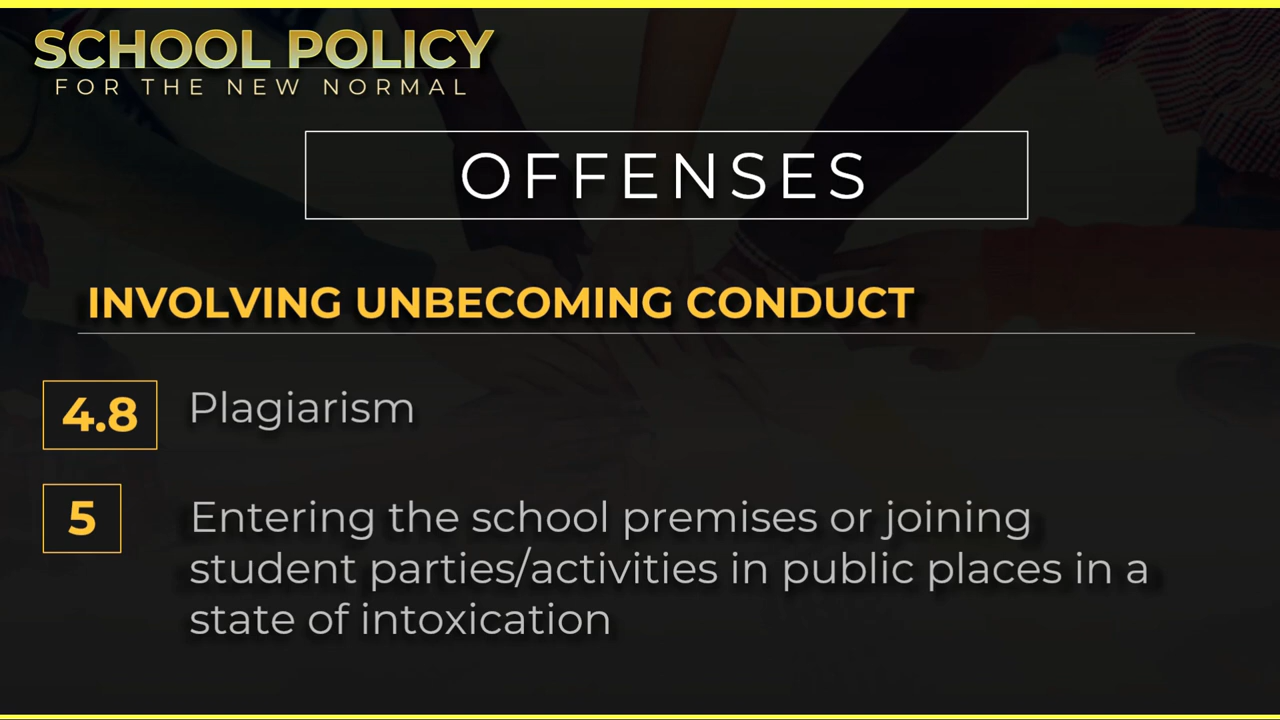 SCHOOL POLICY
FOR THE NEW NORMAL
OFFENSES
INVOLVING UNBECOMING CONDUCT
4.8 Plagiarism
5 Entering the school premises or joining
student parties/activities in public places in a
state of intoxication